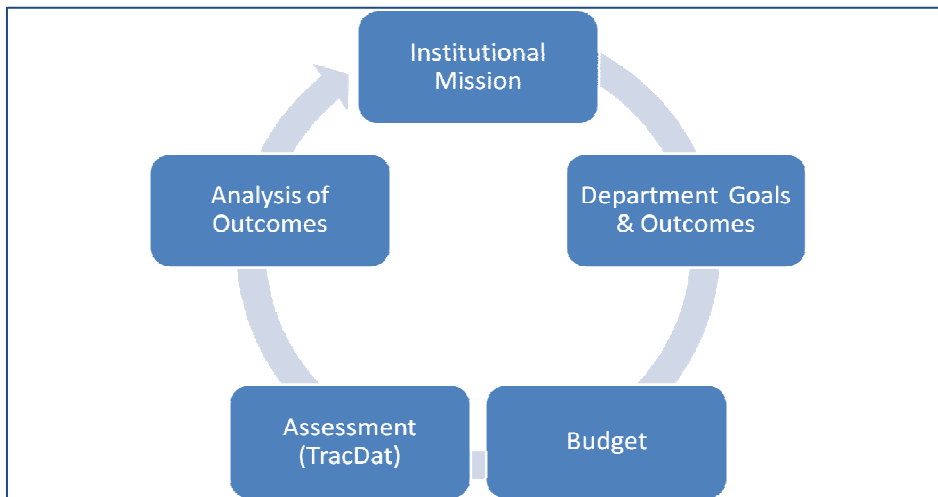 Institutional
Mission
Department Goals
& Outcomes
Budget
Assessment
(TracDat)
Analysis of
Outcomes